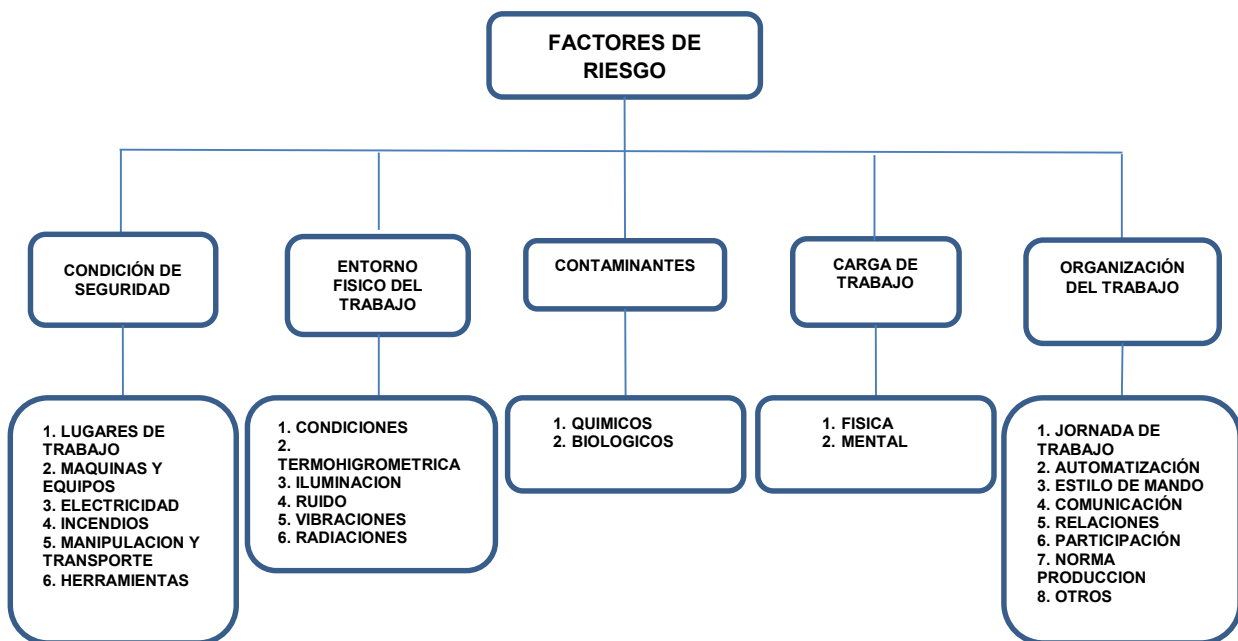 FACTORES DE
RIESGO
CONDICIÓN DE
SEGURIDAD
ENTORNO
FISICO DEL
TRABAJO
CONTAMINANTES
CARGA DE
TRABAJO
ORGANIZACIÓN
DEL TRABAJO
1. LUGARES DE
TRABAJO
2. MAQUINAS Y
EQUIPOS
3. ELECTRICIDAD
4. INCENDIOS
5. MANIPULACION Y
TRANSPORTE
6. HERRAMIENTAS
1. CONDICIONES
2.
TERMOHIGROMETRICA
3. ILUMINACION
4. RUIDO
5. VIBRACIONES
6. RADIACIONES
1. QUIMICOS
2. BIOLOGICOS
1. FISICA
2. MENTAL
1. JORNADA DE
TRABAJO
2. AUTOMATIZACIÓN
3. ESTILO DE MANDO
4. COMUNICACIÓN
5. RELACIONES
6. PARTICIPACIÓN
7. NORMA
PRODUCCION
8. OTROS